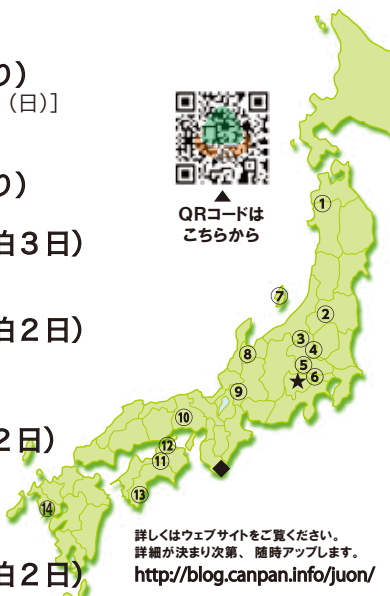 り)
（日）]
り)
泊３日)
泊２日)
２日)
泊２日)
QRコードは
こちらから
①
⑦
②
③
④
⑧
⑤
★
⑥
⑨
⑩
⑫
⑪
◆
⑬
⑭
詳しくはウェブサイトをご覧ください。
詳細が決まり次第、随時アップします。
http://blog.canpan.info/juon/